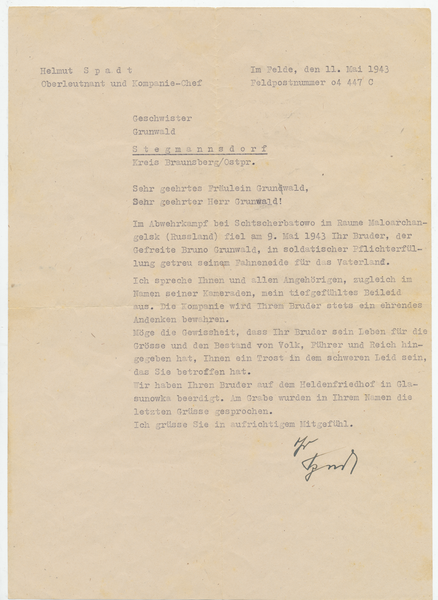 Helmut Spadt
Oberleutnant und Kompanie-Chef
Im Felde, den 11. Mai 1943
Feldpostnummer 04 447 C
Geschwister
Grunwald
Stegmannsdorf
Kreis Braunsberg/Ostpr.
Sehr geehrtes Fräulein Grunwald,
Sehr geehrter Herr Grunwald!
Im Abwehrkampf bei Schtscherbatowo im Raume Maloarchan-
gelsk (Russland) fiel am 9. Mai 1943 Ihr Bruder, der
Gefreite Bruno Grunwald, in soldatischer Pflichterfül-
lung getreu seinem Fahneneide für das Vaterland.
Ich spreche Ihnen und allen Angehörigen, zugleich im
Namen seiner Kameraden, mein tiefgefühltes Beileid
aus. Die Kompanie wird Ihrem Bruder stets ein ehrendes
Andenken bewahren.
Möge die Gewissheit, dass Ihr Bruder sein Leben für die
Grösse und den Bestand von Volk, Führer und Reich hin-
gegeben hat, Ihnen ein Trost in dem schweren Leid sein,
das Sie betroffen hat.
Wir haben Ihren Bruder auf dem Heldenfriedhof in Gla-
sunowka beerdigt. Am Grabe wurden in Ihrem Namen die
letzten Grüsse gesprochen.
Ich grüsse Sie in aufrichtigem Mitgefühl.
Ihr
Spadt